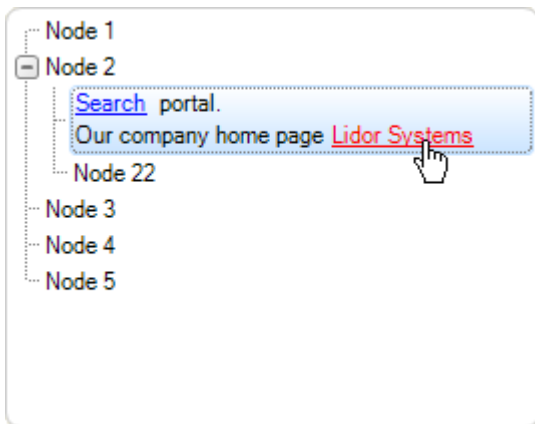 Node 1
Node 2
Search portal.
Our company home page Lidor Systems
Node 22
Node 3
Node 4
Node 5